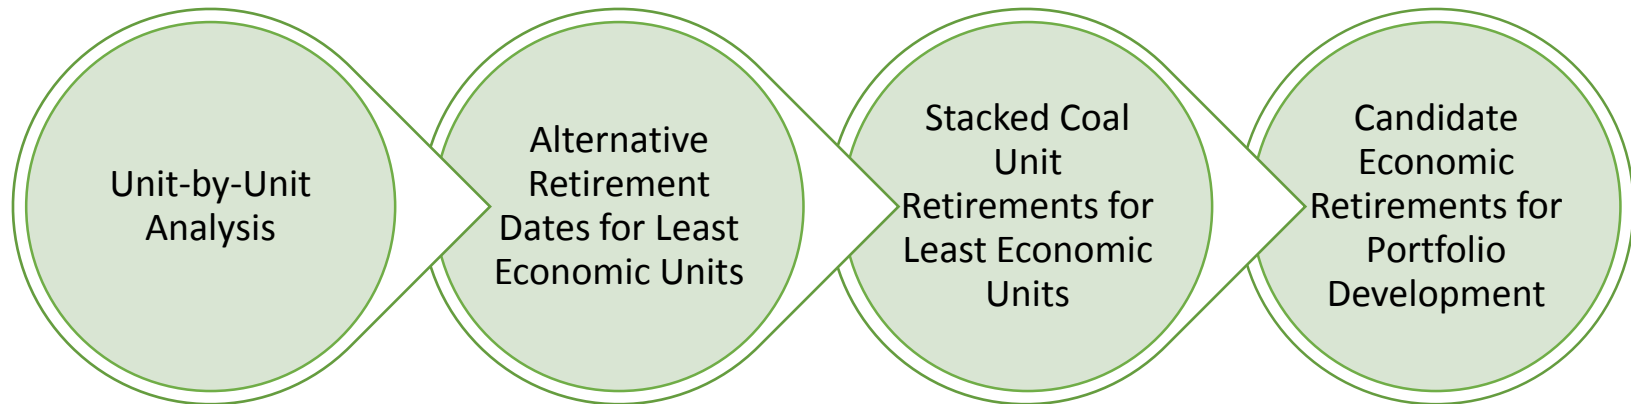 Unit-by-Unit
Analysis
Alternative
Retirement
Dates for Least
Economic Units
Stacked Coal
Unit
Retirements for
Least Economic
Units
Candidate
Economic
Retirements for
Portfolio
Development